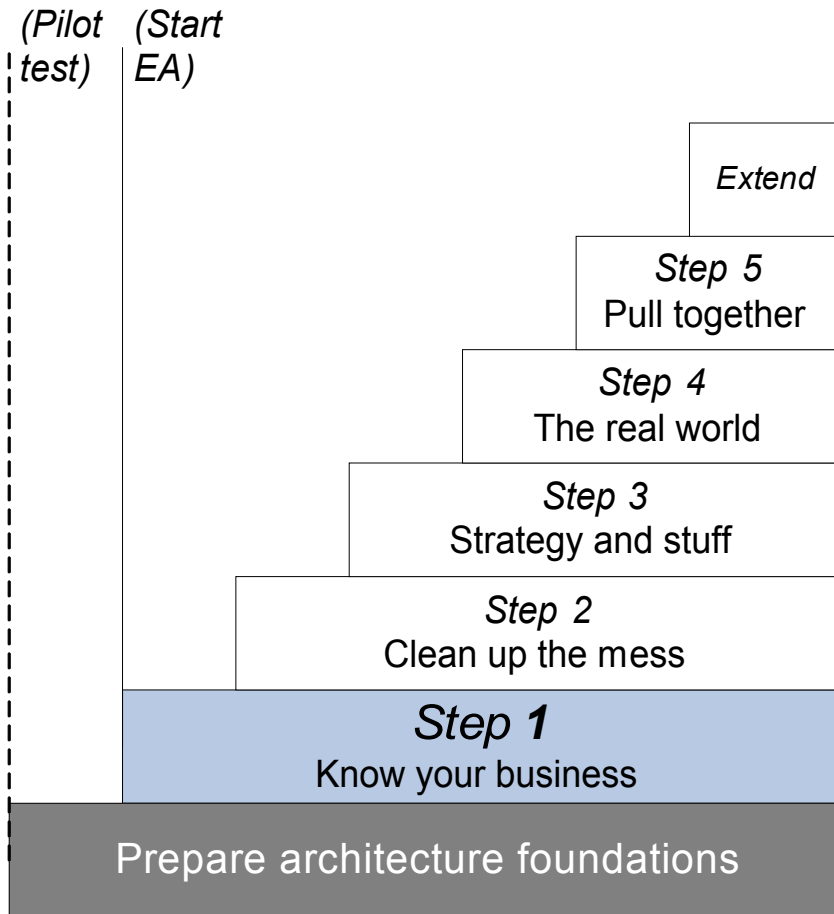 (Pilot test)
(Start EA)
Extend
Step 5
Pull together
Step 4
The real world
Step 3
Strategy and stuff
Step 2
Clean up the mess
Step 1
Know your business
Prepare architecture foundations